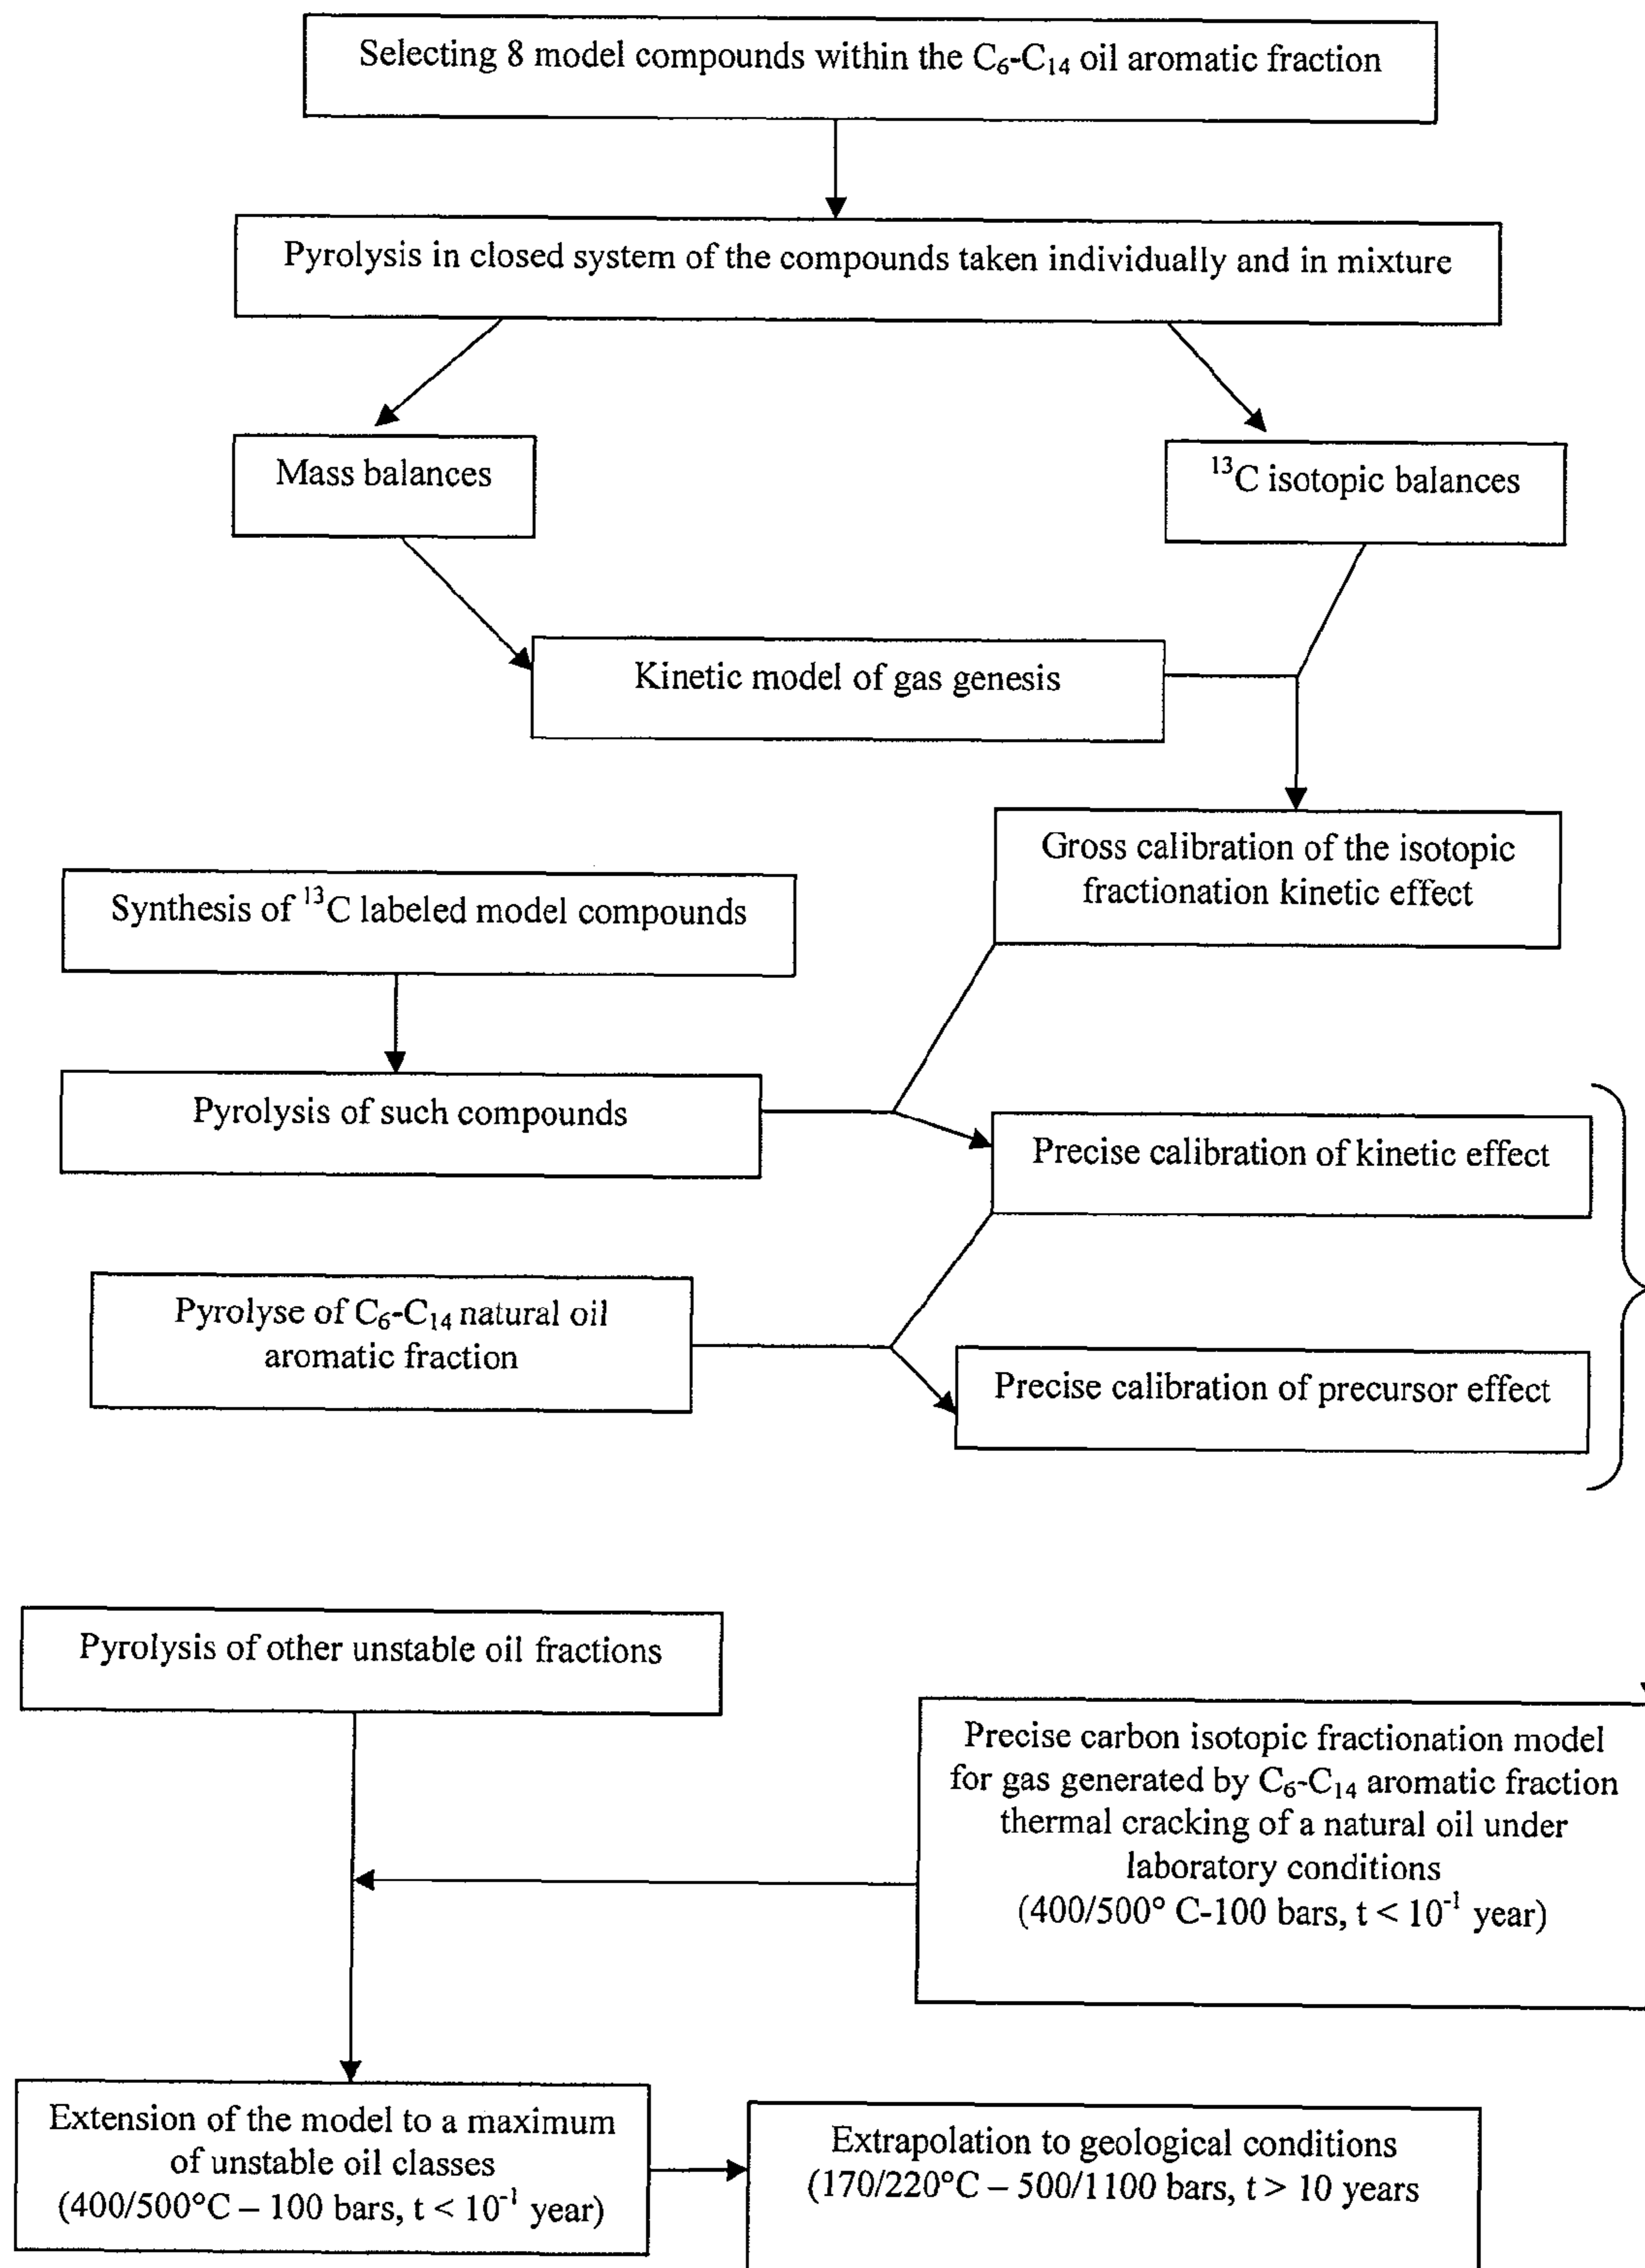 Selecting 8 model compounds within the C₆-C₁₄ oil aromatic fraction
Pyrolysis in closed system of the compounds taken individually and in mixture
Mass balances
¹³C isotopic balances
Kinetic model of gas genesis
Gross calibration of the isotopic
fractionation kinetic effect
Synthesis of ¹³C labeled model compounds
Pyrolysis of such compounds
Precise calibration of kinetic effect
Pyrolyse of C₆-C₁₄ natural oil
aromatic fraction
Precise calibration of precursor effect
Pyrolysis of other unstable oil fractions
Precise carbon isotopic fractionation model
for gas generated by C₆-C₁₄ aromatic fraction
thermal cracking of a natural oil under
laboratory conditions
(400/500° C-100 bars, t < 10⁻¹ year)
Extension of the model to a maximum
of unstable oil classes
(400/500°C – 100 bars, t < 10⁻¹ year)
Extrapolation to geological conditions
(170/220°C – 500/1100 bars, t > 10 years